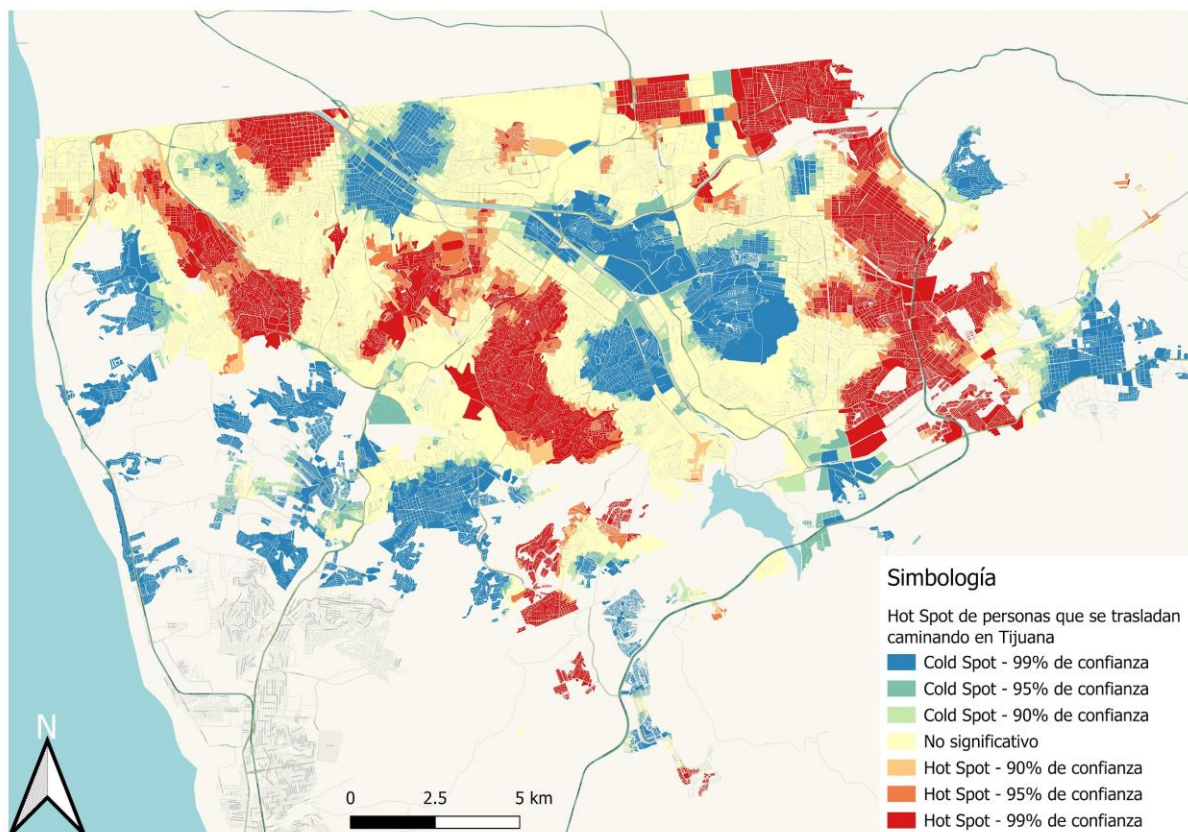 Simbología
Hot Spot de personas que se trasladan
caminando en Tijuana
Cold Spot - 99% de confianza
Cold Spot - 95% de confianza
Cold Spot - 90% de confianza
No significativo
Hot Spot - 90% de confianza
Hot Spot - 95% de confianza
Hot Spot - 99% de confianza
N
0 2.5 5 km